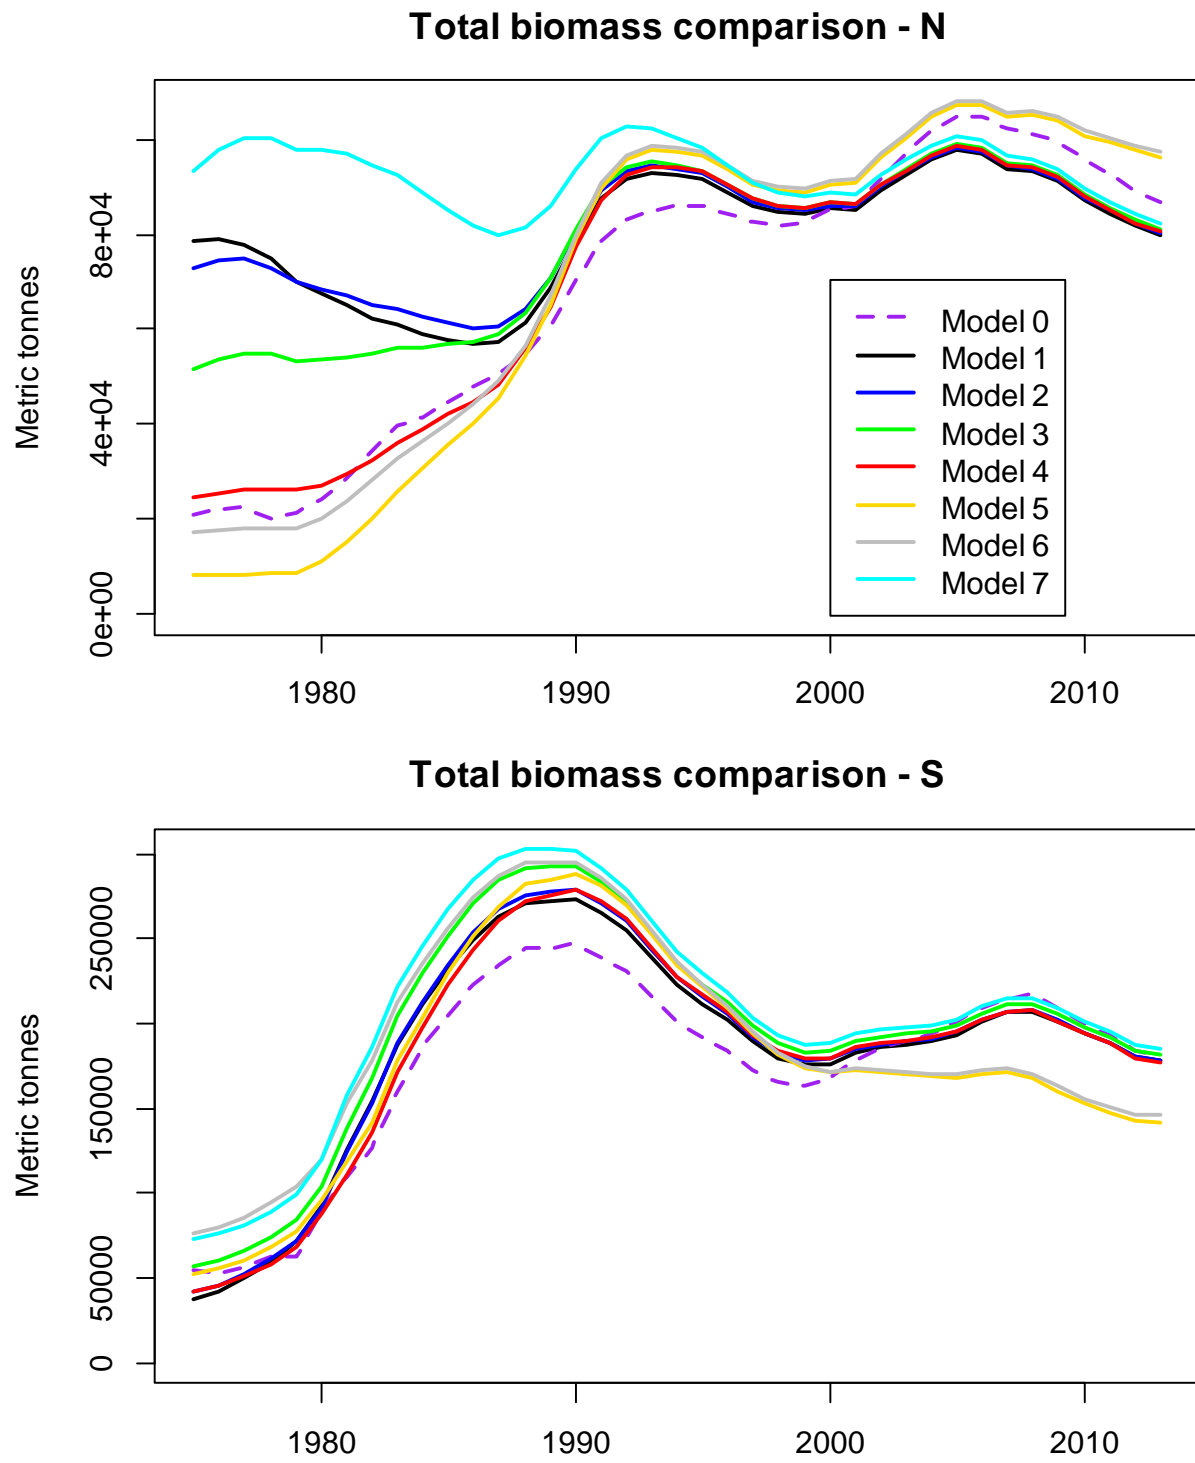 Total biomass comparison - N
Metric tonnes
8e+04
4e+04
0e+00
Model 0
Model 1
Model 2
Model 3
Model 4
Model 5
Model 6
Model 7
1980 1990 2000 2010
Total biomass comparison - S
Metric tonnes
250000
150000
50000
0
1980 1990 2000 2010